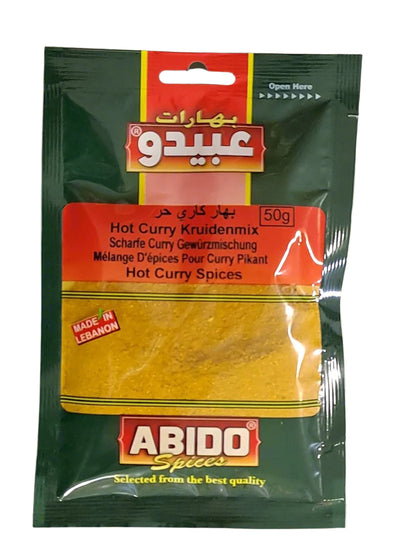 Open Here
بهارات
عبيدو®
بهار كاري حر
50g
Hot Curry Kruidenmix
Scharfe Curry Gewürzmischung
Mélange D'épices Pour Curry Pikant
Hot Curry Spices
MADE IN
LEBANON
ABIDO®
Spices
Selected from the best quality